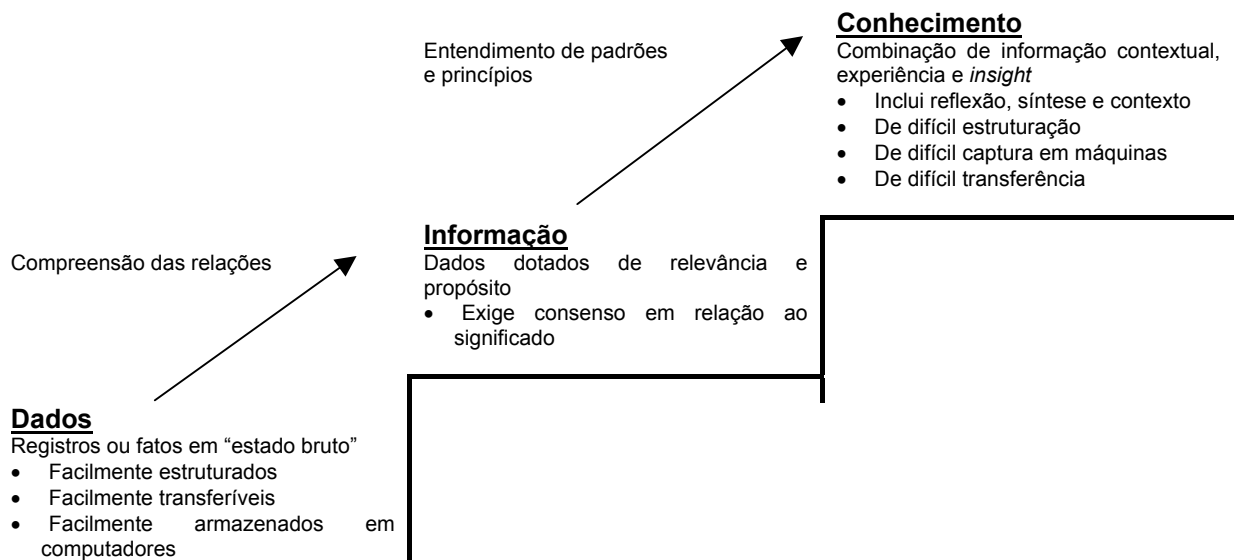 Conhecimento
Combinação de informação contextual,
experiência e insight
• Inclui reflexão, síntese e contexto
• De difícil estruturação
• De difícil captura em máquinas
• De difícil transferência
Entendimento de padrões
e princípios
Informação
Dados dotados de relevância e
propósito
• Exige consenso em relação ao
significado
Compreensão das relações
Dados
Registros ou fatos em “estado bruto”
• Facilmente estruturados
• Facilmente transferíveis
• Facilmente armazenados em
computadores